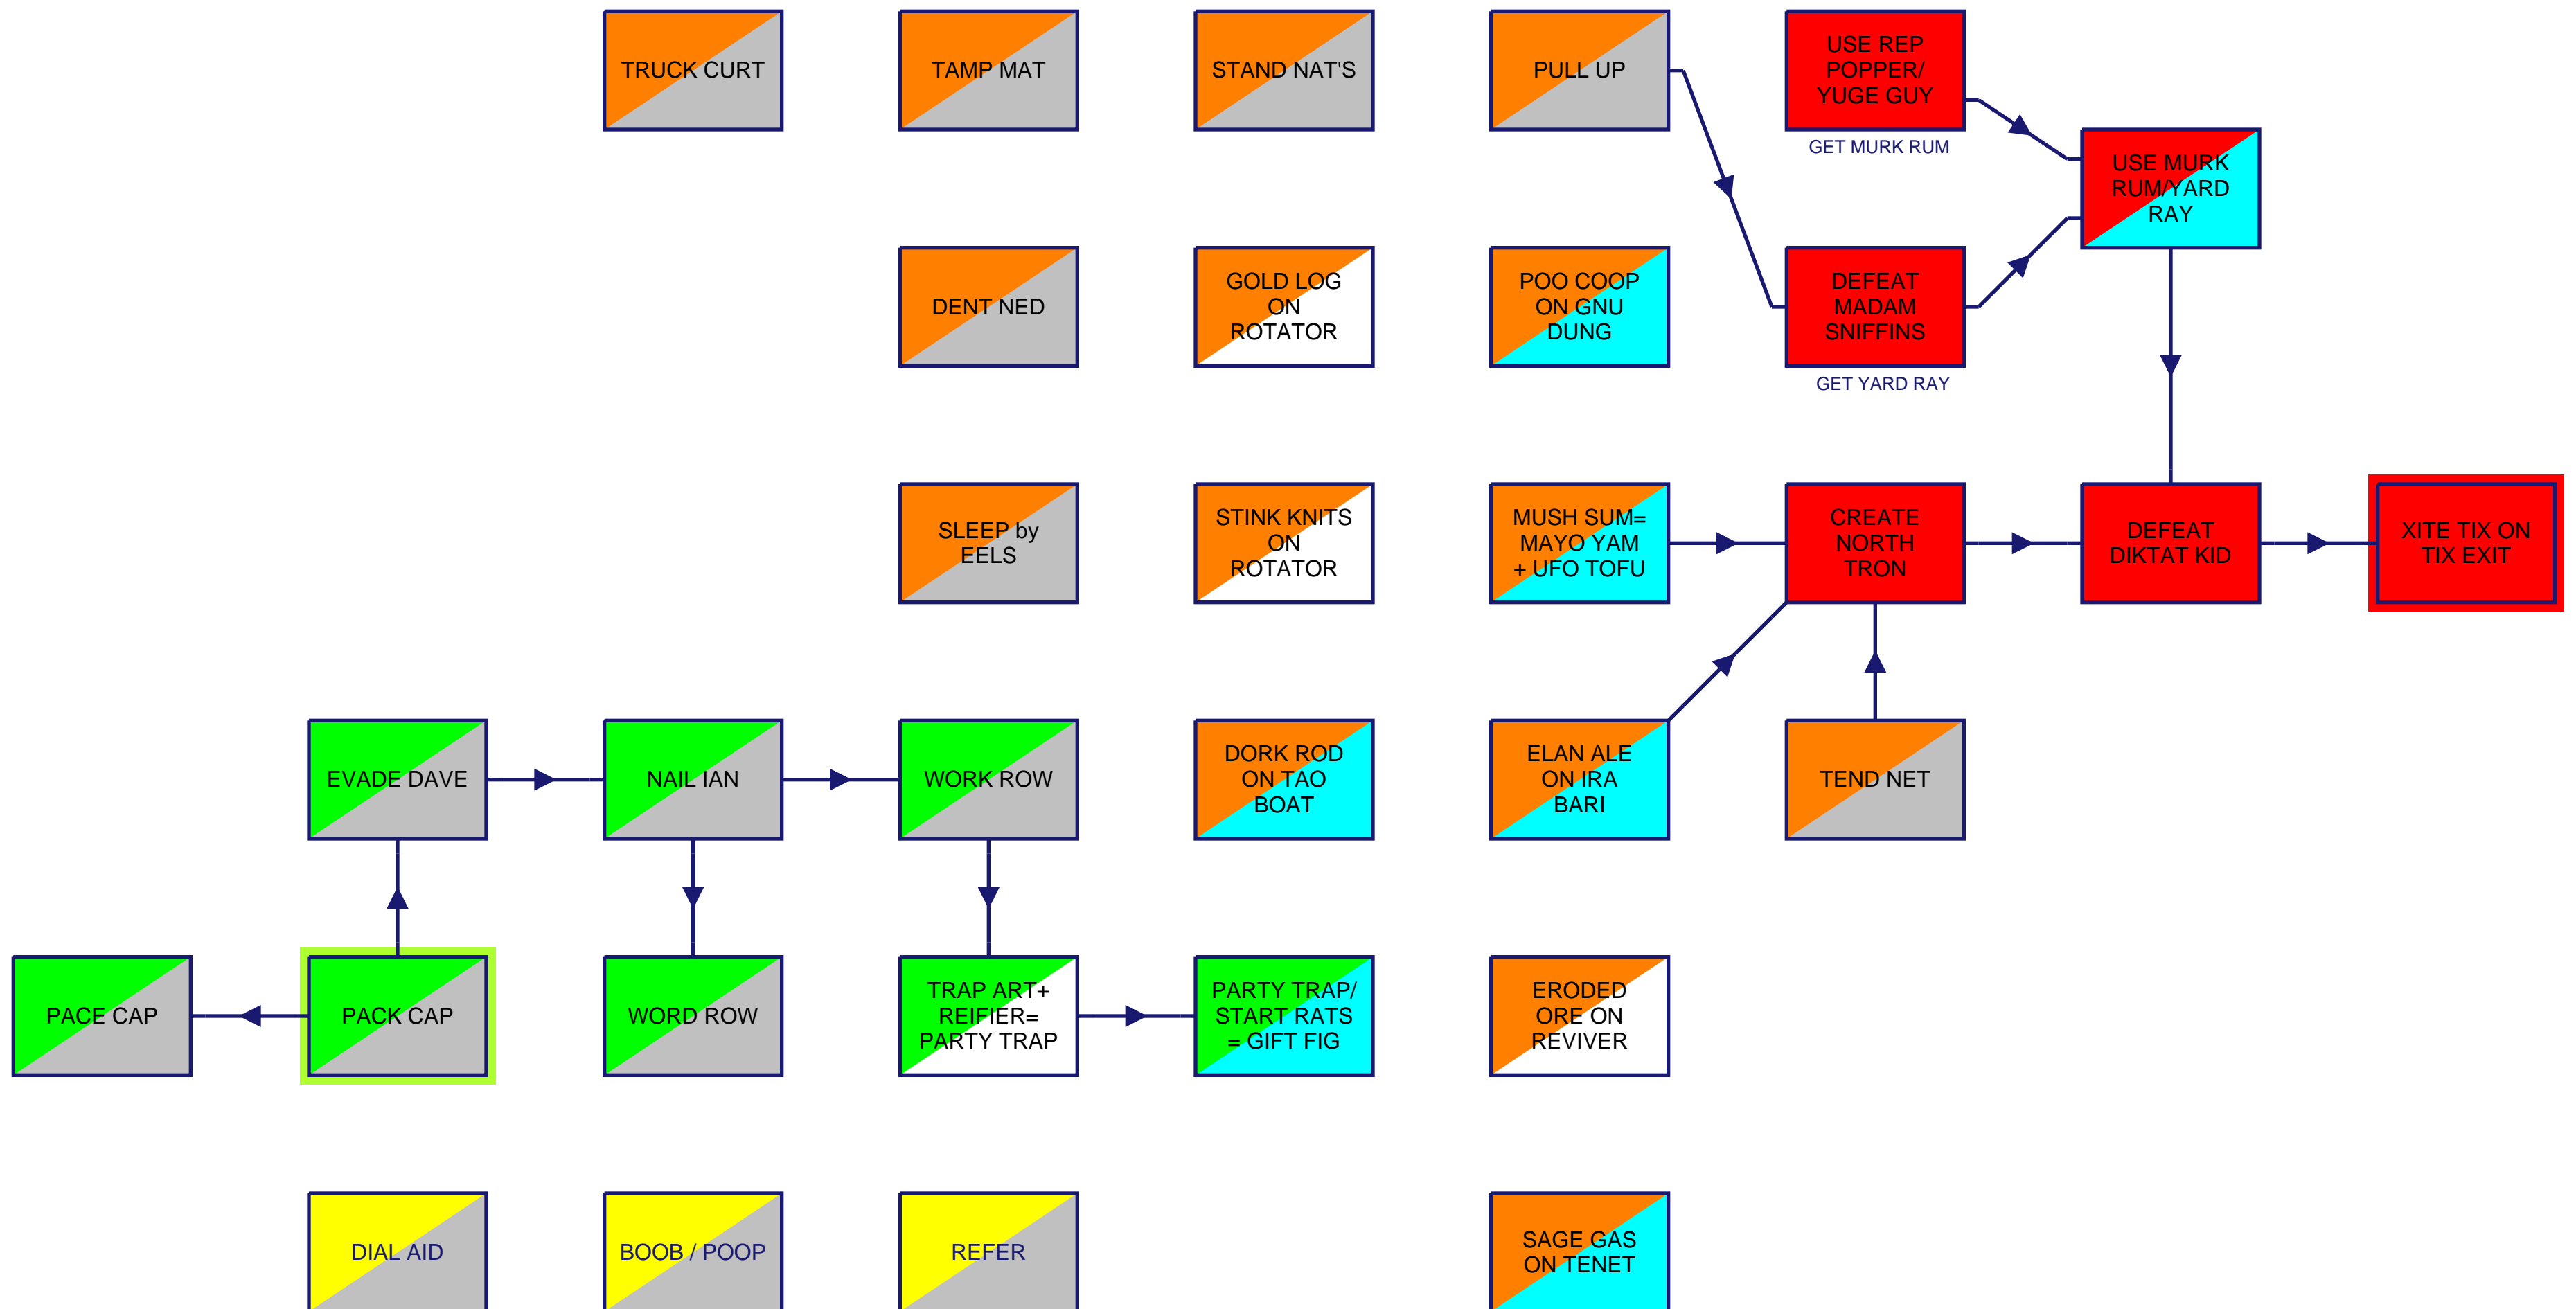 TRUCK CURT
TAMP MAT
STAND NAT'S
PULL UP
USE REP
POPPER/
YUGE GUY
GET MURK RUM
USE MURK
RUM/YARD
RAY
DENT NED
GOLD LOG
ON
ROTATOR
POO COOP
ON GNU
DUNG
DEFEAT
MADAM
SNIFFINS
GET YARD RAY
SLEEP by
EELS
STINK KNITS
ON
ROTATOR
MUSH SUM=
MAYO YAM
+ UFO TOFU
CREATE
NORTH
TRON
DEFEAT
DIKTAT KID
XITE TIX ON
TIX EXIT
EVADE DAVE
NAIL IAN
WORK ROW
DORK ROD
ON TAO
BOAT
ELAN ALE
ON IRA
BARI
TEND NET
PACE CAP
PACK CAP
WORD ROW
TRAP ART+
REIFIER=
PARTY TRAP
PARTY TRAP/
START RATS
= GIFT FIG
ERODED
ORE ON
REVIVER
DIAL AID
BOOB / POOP
REFER
SAGE GAS
ON TENET